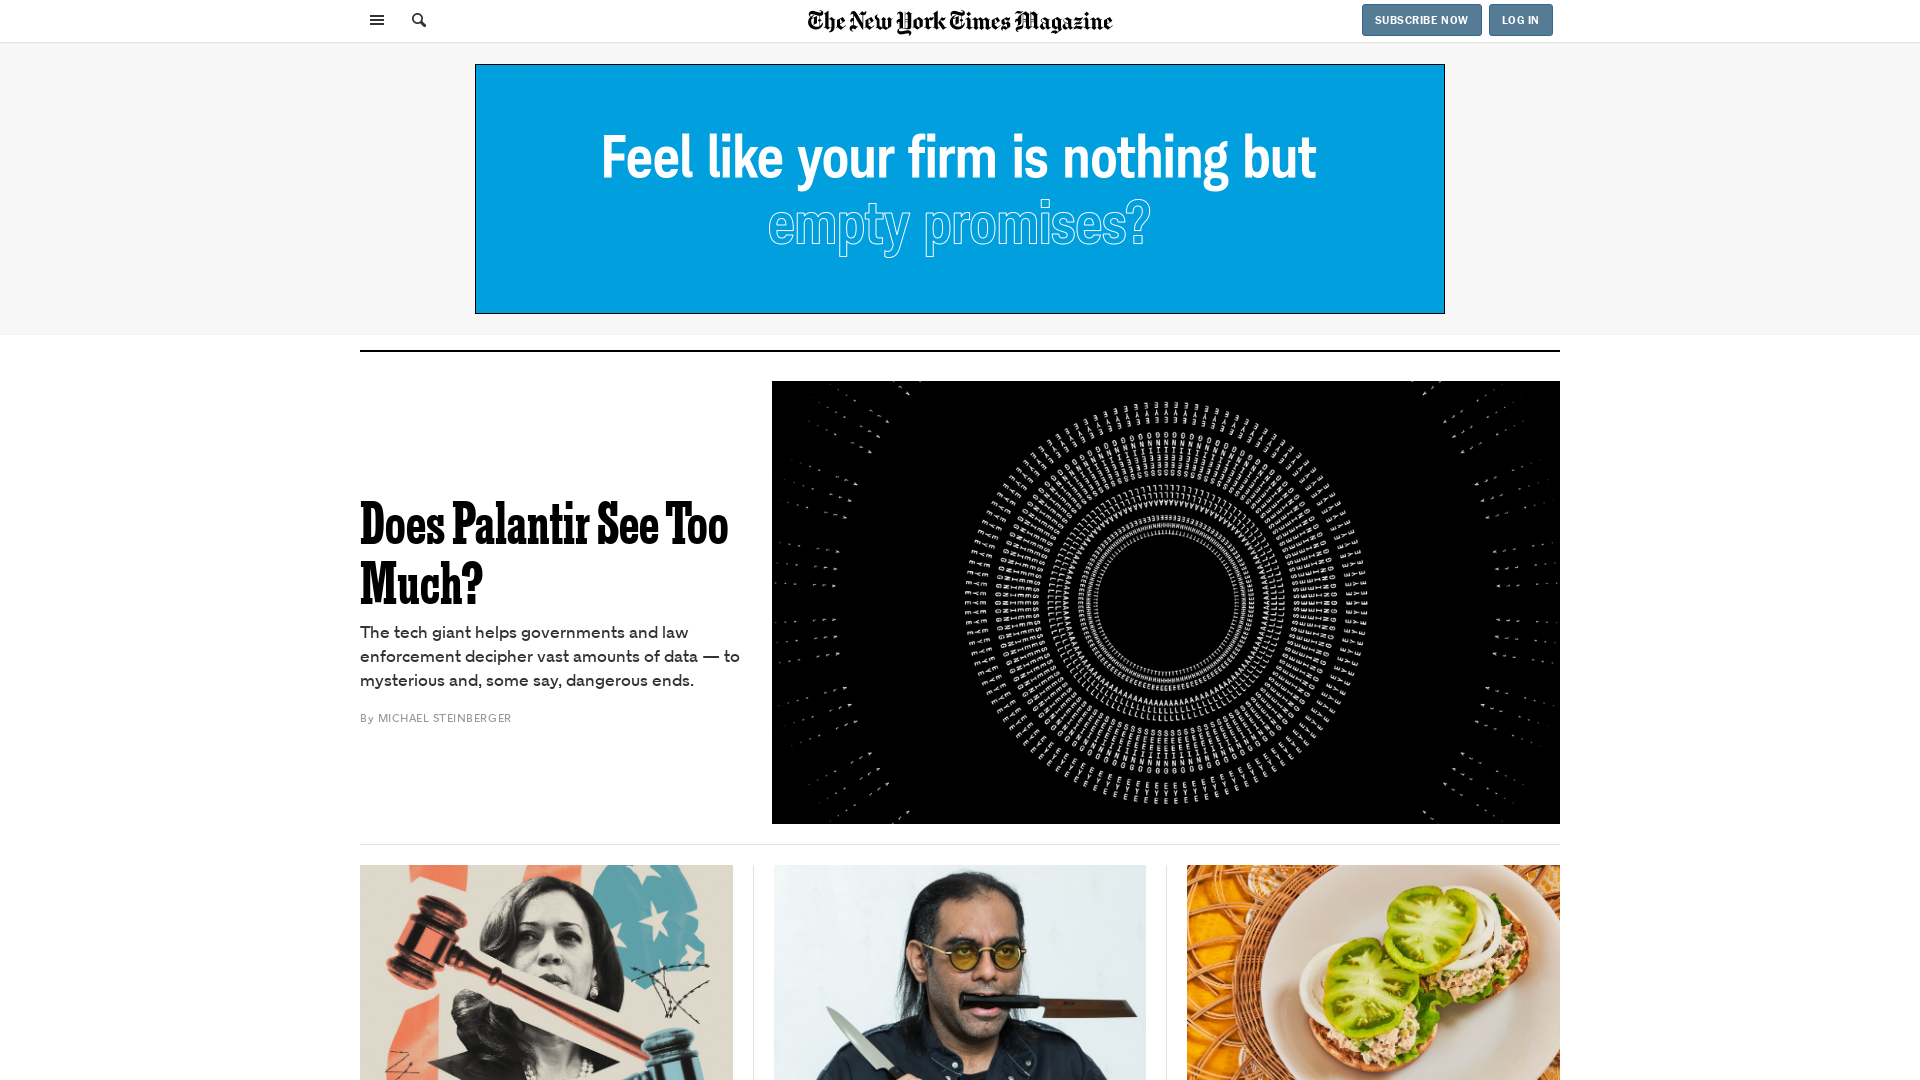 The New York Times Magazine
SUBSCRIBE NOW
LOG IN
Feel like your firm is nothing but
empty promises?
Does Palantir See Too
Much?
The tech giant helps governments and law
enforcement decipher vast amounts of data — to
mysterious and, some say, dangerous ends.
By MICHAEL STEINBERGER